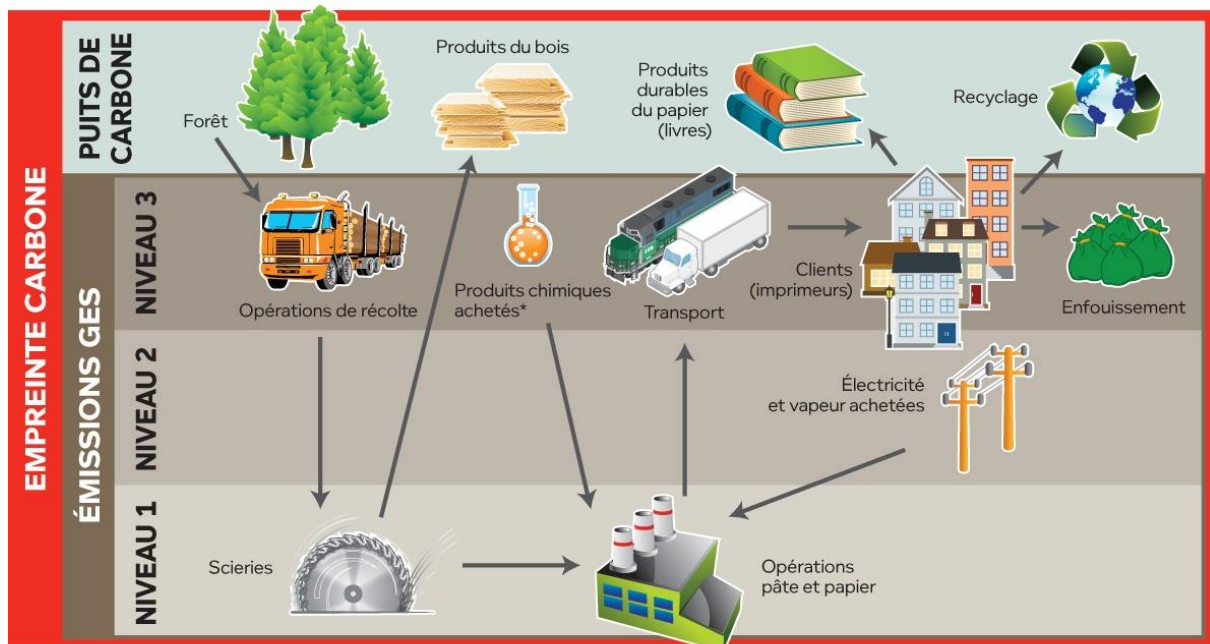 EMPREINTE CARBONE
PUITS DE
CARBONE
ÉMISSIONS GES
NIVEAU 3
NIVEAU 2
NIVEAU 1
Forêt
Produits du bois
Produits
durables
du papier
(livres)
Recyclage
Opérations de récolte
Produits chimiques
achetés*
Transport
Clients
(imprimeurs)
Enfouissement
Électricité
et vapeur achetées
Scieries
Opérations
pâte et papier